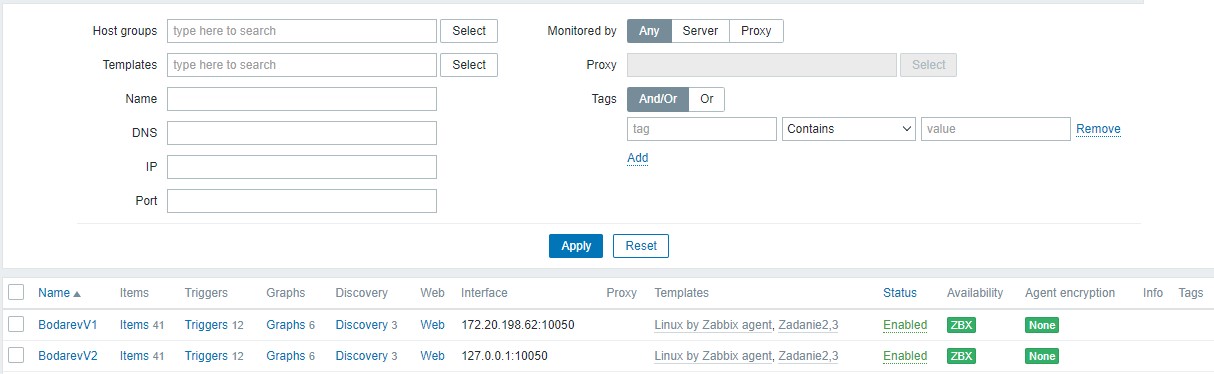 Host groups type here to search Select Monitored by Any Server Proxy
Templates type here to search Select Proxy Select
Name Tags And/Or Or
DNS tag Contains value Remove
IP Add
Port
Apply Reset
Name Items Triggers Graphs Discovery Web Interface Proxy Templates Status Availability Agent encryption Info Tags
BodarevV1 Items 41 Triggers 12 Graphs 6 Discovery 3 Web 172.20.198.62:10050 Linux by Zabbix agent, Zadanie2,3 Enabled ZBX None
BodarevV2 Items 41 Triggers 12 Graphs 6 Discovery 3 Web 127.0.0.1:10050 Linux by Zabbix agent, Zadanie2,3 Enabled ZBX None